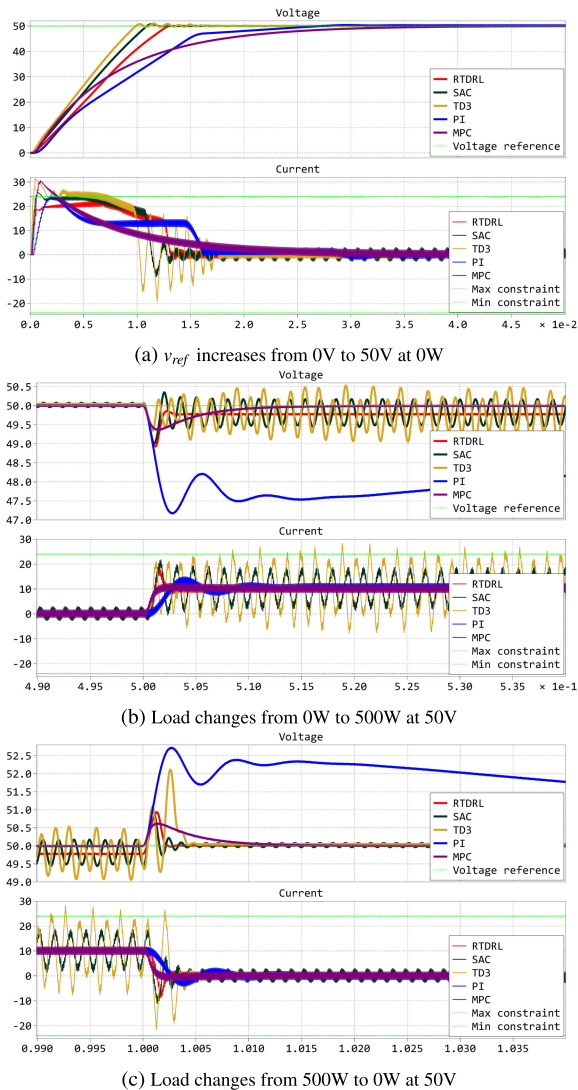 Voltage
50
40
30
20
10
0
RTDRL
SAC
TD3
PI
MPC
Voltage reference
Current
30
20
10
0
-10
-20
RTDRL
SAC
TD3
PI
MPC
Max constraint
Min constraint
0.0 0.5 1.0 1.5 2.0 2.5 3.0 3.5 4.0 4.5 × 1e-2
(a) v_ref increases from 0V to 50V at 0W
Voltage
50.5
50.0
49.5
49.0
48.5
48.0
47.5
47.0
RTDRL
SAC
TD3
PI
MPC
Voltage reference
Current
30
20
10
0
-10
-20
RTDRL
SAC
TD3
PI
MPC
Max constraint
Min constraint
4.90 4.95 5.00 5.05 5.10 5.15 5.20 5.25 5.30 5.35 × 1e-1
(b) Load changes from 0W to 500W at 50V
Voltage
52.5
52.0
51.5
51.0
50.5
50.0
49.5
49.0
RTDRL
SAC
TD3
PI
MPC
Voltage reference
Current
30
20
10
0
-10
-20
RTDRL
SAC
TD3
PI
MPC
Max constraint
Min constraint
0.990 0.995 1.000 1.005 1.010 1.015 1.020 1.025 1.030 1.035
(c) Load changes from 500W to 0W at 50V